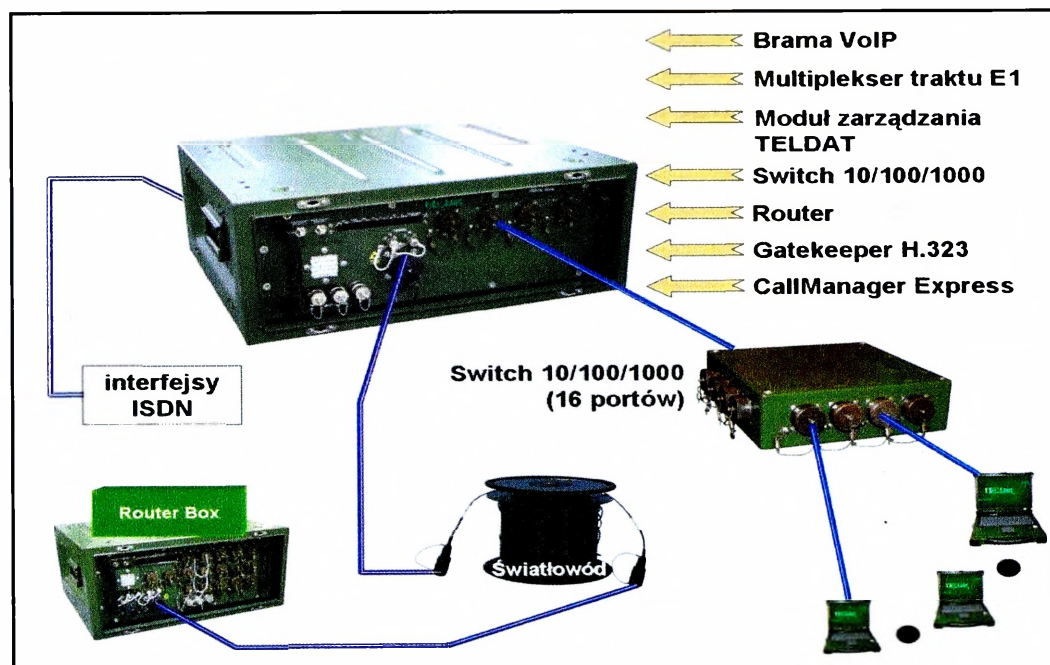 Brama VoIP
Multiplekser traktu E1
Moduł zarządzania
TELDAT
Switch 10/100/1000
Router
Gatekeeper H.323
CallManager Express
Switch 10/100/1000
(16 portów)
interfejsy
ISDN
Router Box
Światłowód